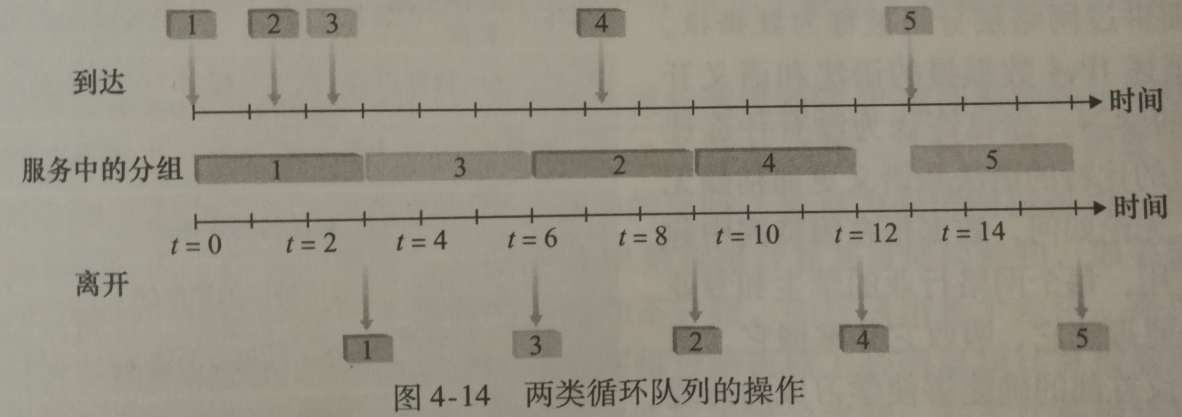 1 2 3 4 5
到达
时间
服务中的分组 1 3 2 4 5
时间
t = 0 t = 2 t = 4 t = 6 t = 8 t = 10 t = 12 t = 14
离开
1 3 2 4 5
图 4-14 两类循环队列的操作